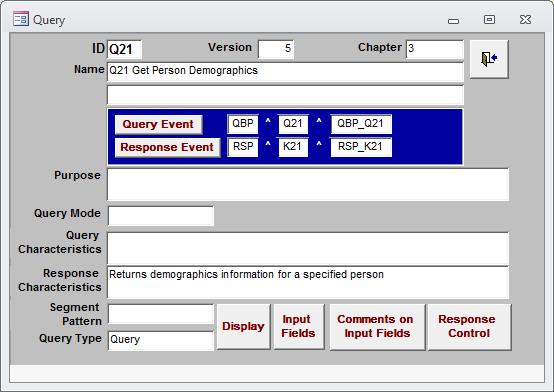 Query
ID Q21 Version 5 Chapter 3
Name Q21 Get Person Demographics
Query Event QBP ^ Q21 ^ QBP_Q21
Response Event RSP ^ K21 ^ RSP_K21
Purpose
Query Mode
Query
Characteristics
Response Returns demographics information for a specified person
Characteristics
Segment
Pattern
Query Type Query
Display
Input
Fields
Comments on
Input Fields
Response
Control